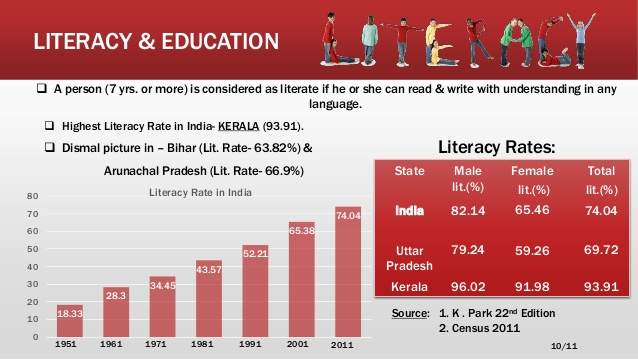 LITERACY & EDUCATION
LITERACY
❑ A person (7 yrs. or more) is considered as literate if he or she can read & write with understanding in any
language.
❑ Highest Literacy Rate in India- KERALA (93.91).
❑ Dismal picture in – Bihar (Lit. Rate- 63.82%) &
Arunachal Pradesh (Lit. Rate- 66.9%)
Literacy Rate in India
80
70
60
50
40
30
20
10
0
18.33
28.3
34.45
43.57
52.21
65.38
74.04
1951 1961 1971 1981 1991 2001 2011
Literacy Rates:
State Male Female Total
lit.(%) lit.(%) lit.(%)
India 82.14 65.46 74.04
Uttar 79.24 59.26 69.72
Pradesh
Kerala 96.02 91.98 93.91
Source: 1. K . Park 22nd Edition
2. Census 2011
10/11